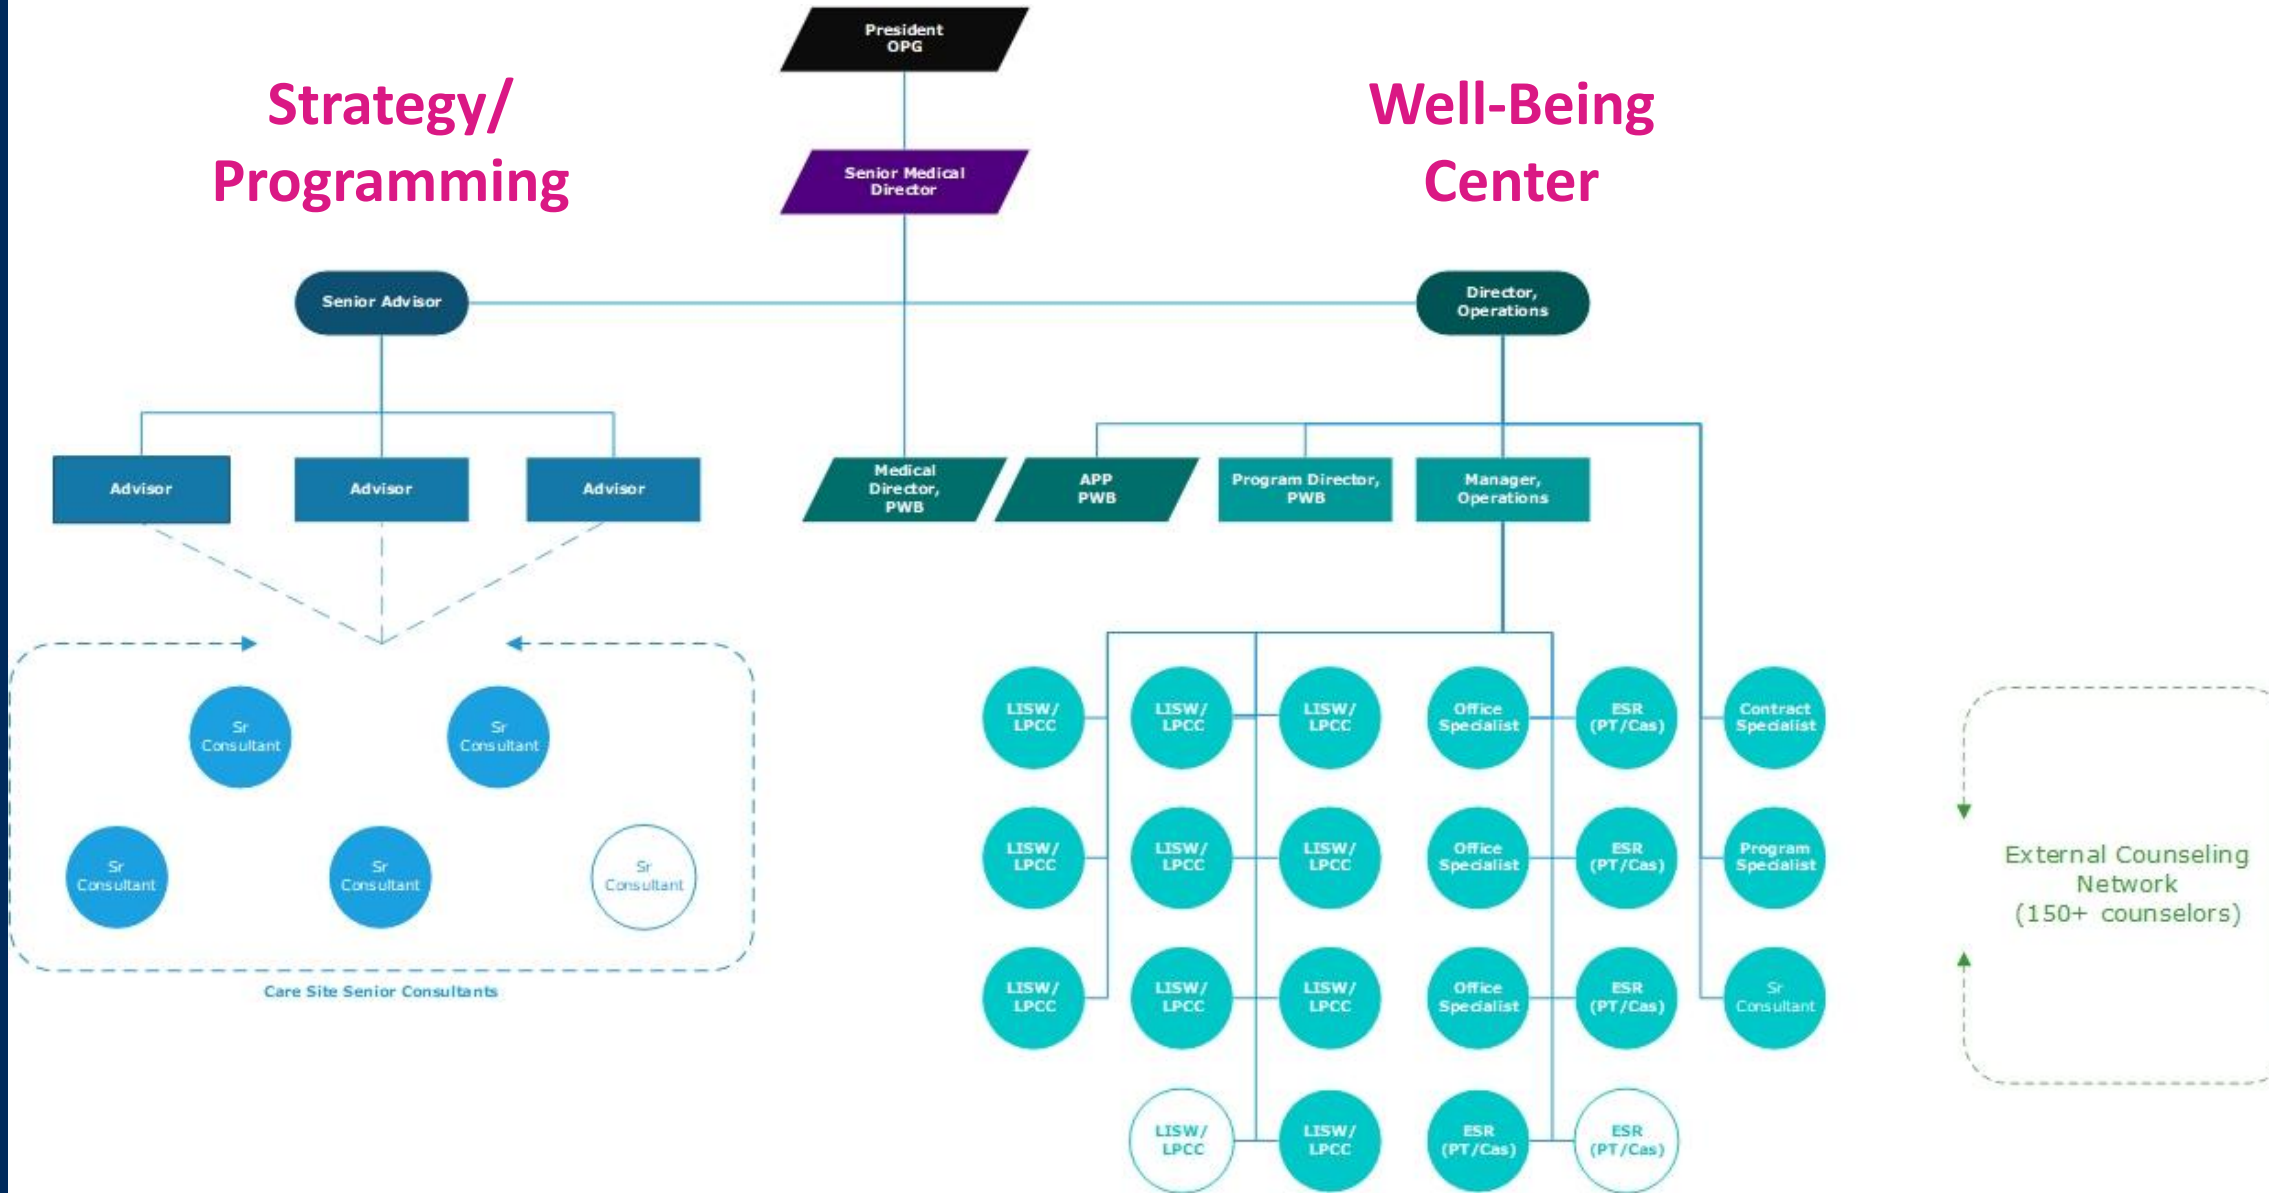 President
OPG
Strategy/
Programming
Well-Being
Center
Senior Medical
Director
Senior Advisor
Director,
Operations
Advisor
Advisor
Advisor
Medical
Director,
PWB
APP
PWB
Program Director,
PWB
Manager,
Operations
Sr
Consultant
Sr
Consultant
Sr
Consultant
Sr
Consultant
Sr
Consultant
Care Site Senior Consultants
LISW/
LPCC
LISW/
LPCC
LISW/
LPCC
Office
Specialist
ESR
(PT/Cas)
Contract
Specialist
LISW/
LPCC
LISW/
LPCC
LISW/
LPCC
Office
Specialist
ESR
(PT/Cas)
Program
Specialist
LISW/
LPCC
LISW/
LPCC
LISW/
LPCC
Office
Specialist
ESR
(PT/Cas)
Sr
Consultant
LISW/
LPCC
LISW/
LPCC
ESR
(PT/Cas)
ESR
(PT/Cas)
External Counseling
Network
(150+ counselors)